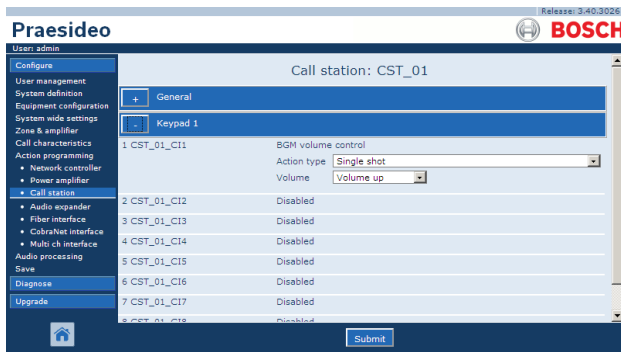 Release: 3.40.3026
Praesideo
BOSCH
User: admin
Configure
User management
System definition
Equipment configuration
System wide settings
Zone & amplifier
Call characteristics
Action programming
• Network controller
• Power amplifier
• Call station
• Audio expander
• Fiber interface
• CobraNet interface
• Multi ch interface
Audio processing
Save
Diagnose
Upgrade
Call station: CST_01
+ General
- Keypad 1
1 CST_01_CI1 BGM volume control
Action type Single shot
Volume Volume up
2 CST_01_CI2 Disabled
3 CST_01_CI3 Disabled
4 CST_01_CI4 Disabled
5 CST_01_CI5 Disabled
6 CST_01_CI6 Disabled
7 CST_01_CI7 Disabled
8 CST_01_CI8 Disabled
Submit